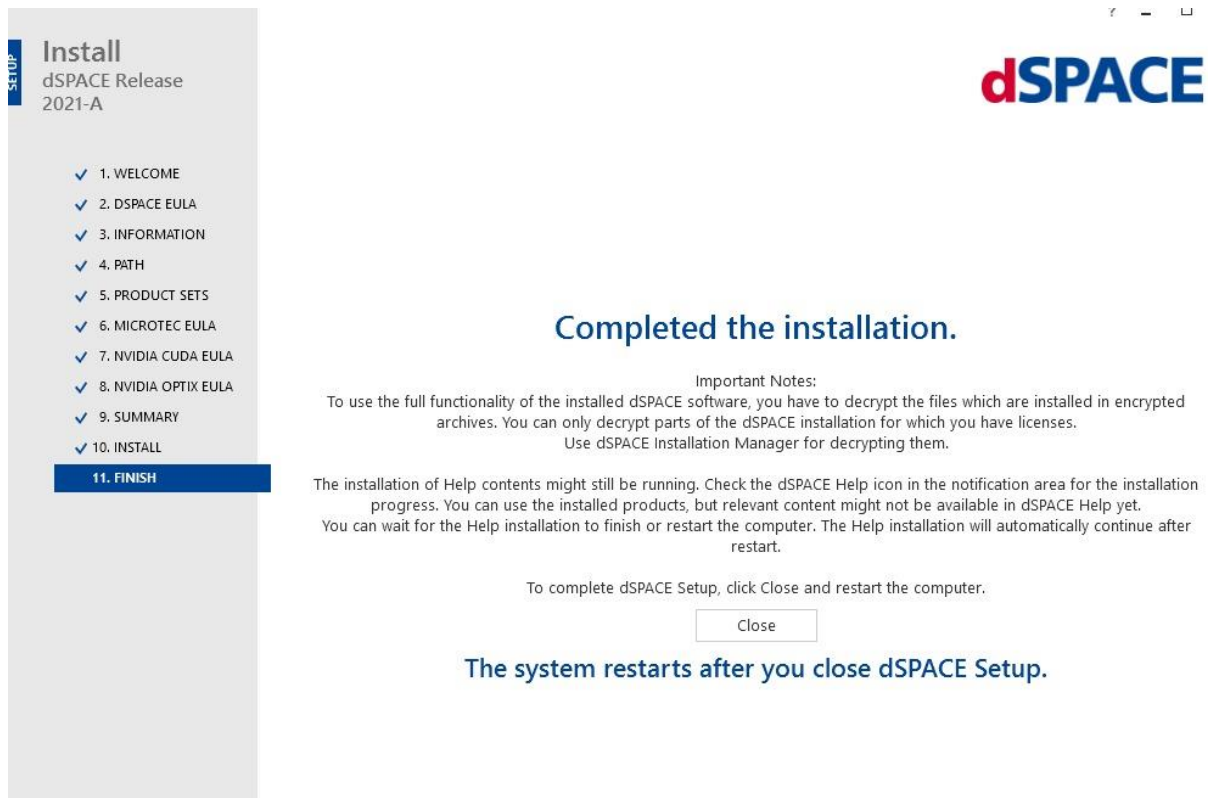 SETUP
Install
dSPACE Release
2021-A
1. WELCOME
2. DSPACE EULA
3. INFORMATION
4. PATH
5. PRODUCT SETS
6. MICROTEC EULA
7. NVIDIA CUDA EULA
8. NVIDIA OPTIX EULA
9. SUMMARY
10. INSTALL
11. FINISH
?
dSPACE
Completed the installation.
Important Notes:
To use the full functionality of the installed dSPACE software, you have to decrypt the files which are installed in encrypted
archives. You can only decrypt parts of the dSPACE installation for which you have licenses.
Use dSPACE Installation Manager for decrypting them.
The installation of Help contents might still be running. Check the dSPACE Help icon in the notification area for the installation
progress. You can use the installed products, but relevant content might not be available in dSPACE Help yet.
You can wait for the Help installation to finish or restart the computer. The Help installation will automatically continue after
restart.
To complete dSPACE Setup, click Close and restart the computer.
Close
The system restarts after you close dSPACE Setup.